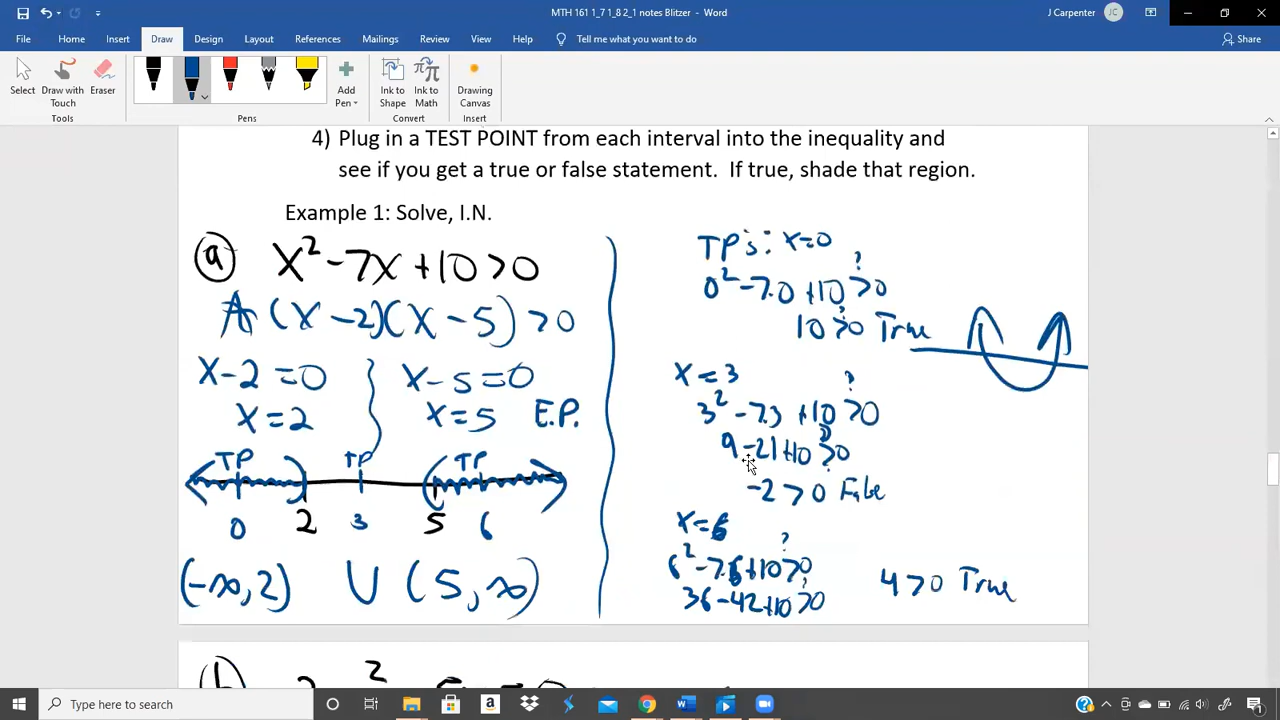 MTH 161 1_7 1_8 2_1 notes Blitzer - Word
J Carpenter
JC
File Home Insert Draw Design Layout References Mailings Review View Help Tell me what you want to do
Share
Select Draw with Touch Eraser
Add Pen
Ink to Shape Ink to Math
Drawing Canvas
Tools Pens Convert Insert
4) Plug in a TEST POINT from each interval into the inequality and
see if you get a true or false statement. If true, shade that region.
Example 1: Solve, I.N.
a x² - 7x + 10 > 0
(x - 2)(x - 5) > 0
x - 2 = 0 x - 5 = 0
x = 2 x = 5 E.P.
TP TP TP
0 2 3 5 6
(-∞, 2) U (5, ∞)
TP's: x = 0
?
0² - 7.0 + 10 > 0
?
10 > 0 True
x = 3
?
3² - 7.3 + 10 > 0
?
9 - 21 + 10 > 0
?
-2 > 0 False
x = 6
?
6² - 7.6 + 10 > 0
?
36 - 42 + 10 > 0
4 > 0 True
Type here to search